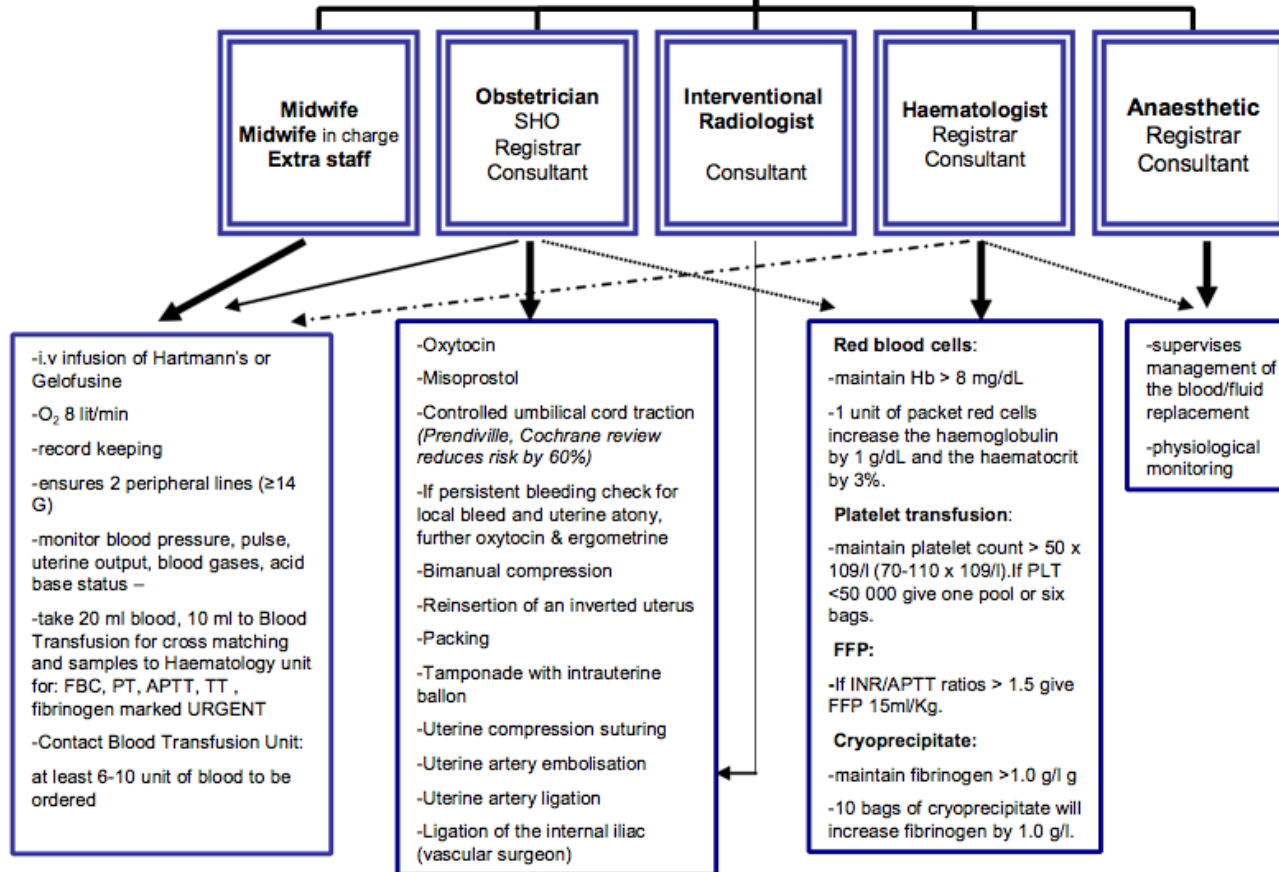 Midwife
Midwife in charge
Extra staff
Obstetrician
SHO
Registrar
Consultant
Interventional
Radiologist
Consultant
Haematologist
Registrar
Consultant
Anaesthetic
Registrar
Consultant
-i.v infusion of Hartmann's or
Gelofusine
-O₂ 8 lit/min
-record keeping
-ensures 2 peripheral lines (≥14
G)
-monitor blood pressure, pulse,
uterine output, blood gases, acid
base status –
-take 20 ml blood, 10 ml to Blood
Transfusion for cross matching
and samples to Haematology unit
for: FBC, PT, APTT, TT ,
fibrinogen marked URGENT
-Contact Blood Transfusion Unit:
at least 6-10 unit of blood to be
ordered
-Oxytocin
-Misoprostol
-Controlled umbilical cord traction
(Prendiville, Cochrane review
reduces risk by 60%)
-If persistent bleeding check for
local bleed and uterine atony,
further oxytocin & ergometrine
-Bimanual compression
-Reinsertion of an inverted uterus
-Packing
-Tamponade with intrauterine
ballon
-Uterine compression suturing
-Uterine artery embolisation
-Uterine artery ligation
-Ligation of the internal iliac
(vascular surgeon)
Red blood cells:
-maintain Hb > 8 mg/dL
-1 unit of packet red cells
increase the haemoglobin
by 1 g/dL and the haematocrit
by 3%.
Platelet transfusion:
-maintain platelet count > 50 x
109/l (70-110 x 109/l).If PLT
<50 000 give one pool or six
bags.
FFP:
-If INR/APTT ratios > 1.5 give
FFP 15ml/Kg.
Cryoprecipitate:
-maintain fibrinogen >1.0 g/l g
-10 bags of cryoprecipitate will
increase fibrinogen by 1.0 g/l.
-supervises
management of
the blood/fluid
replacement
-physiological
monitoring